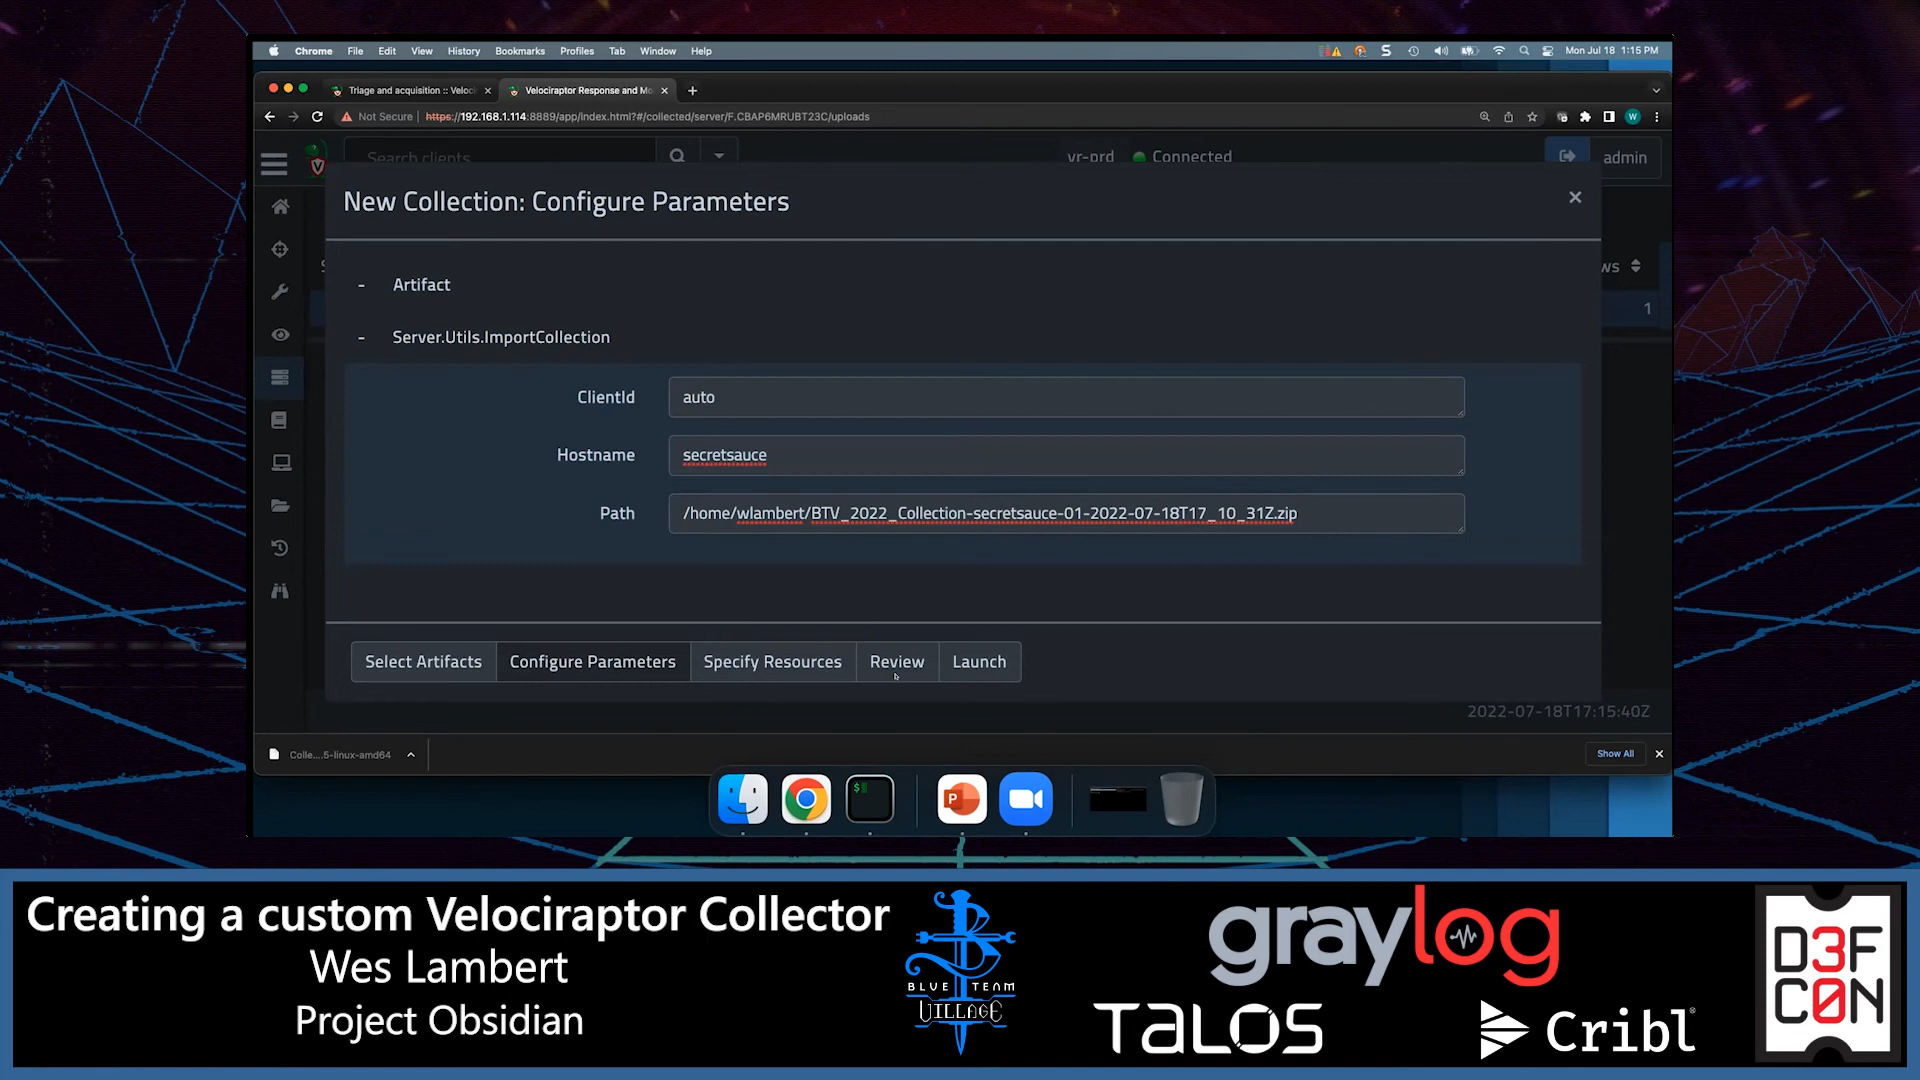 Chrome File Edit View History Bookmarks Profiles Tab Window Help
Mon Jul 18 1:15 PM
Triage and acquisition :: Veloci
Velociraptor Response and Mo
Not Secure https://192.168.1.114:8889/app/index.html?#/collected/server/F.CBAP6MRUBT23C/uploads
W
Search clients
vr-prd Connected
admin
New Collection: Configure Parameters
ws
- Artifact
1
- Server.Utils.ImportCollection
ClientId auto
Hostname secretsauce
Path /home/wlambert/BTV_2022_Collection-secretsauce-01-2022-07-18T17_10_31Z.zip
Select Artifacts Configure Parameters Specify Resources Review Launch
2022-07-18T17:15:40Z
Colle....5-linux-amd64
Show All
Creating a custom Velociraptor Collector
Wes Lambert
Project Obsidian
BLUE TEAM
VILLAGE
graylog
TALOS
Cribl
D3F
C0N